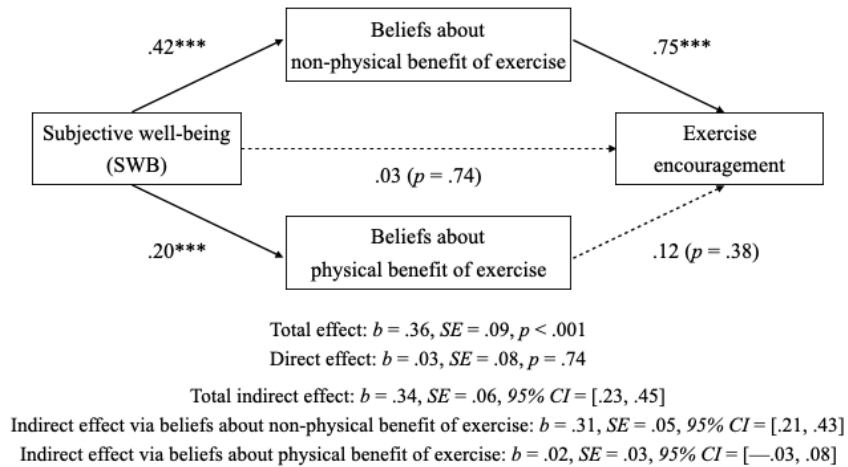 Beliefs about
non-physical benefit of exercise
.42***
.75***
Subjective well-being
(SWB)
Exercise
encouragement
.03 (p = .74)
Beliefs about
physical benefit of exercise
.20***
.12 (p = .38)
Total effect: b = .36, SE = .09, p < .001
Direct effect: b = .03, SE = .08, p = .74
Total indirect effect: b = .34, SE = .06, 95% CI = [.23, .45]
Indirect effect via beliefs about non-physical benefit of exercise: b = .31, SE = .05, 95% CI = [.21, .43]
Indirect effect via beliefs about physical benefit of exercise: b = .02, SE = .03, 95% CI = [—.03, .08]